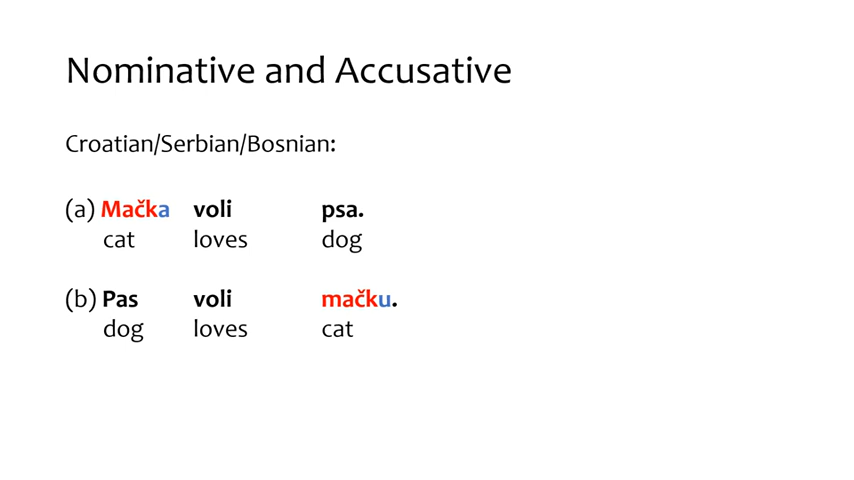 Nominative and Accusative
Croatian/Serbian/Bosnian:
(a) Mačka voli psa.
cat loves dog
(b) Pas voli mačku.
dog loves cat